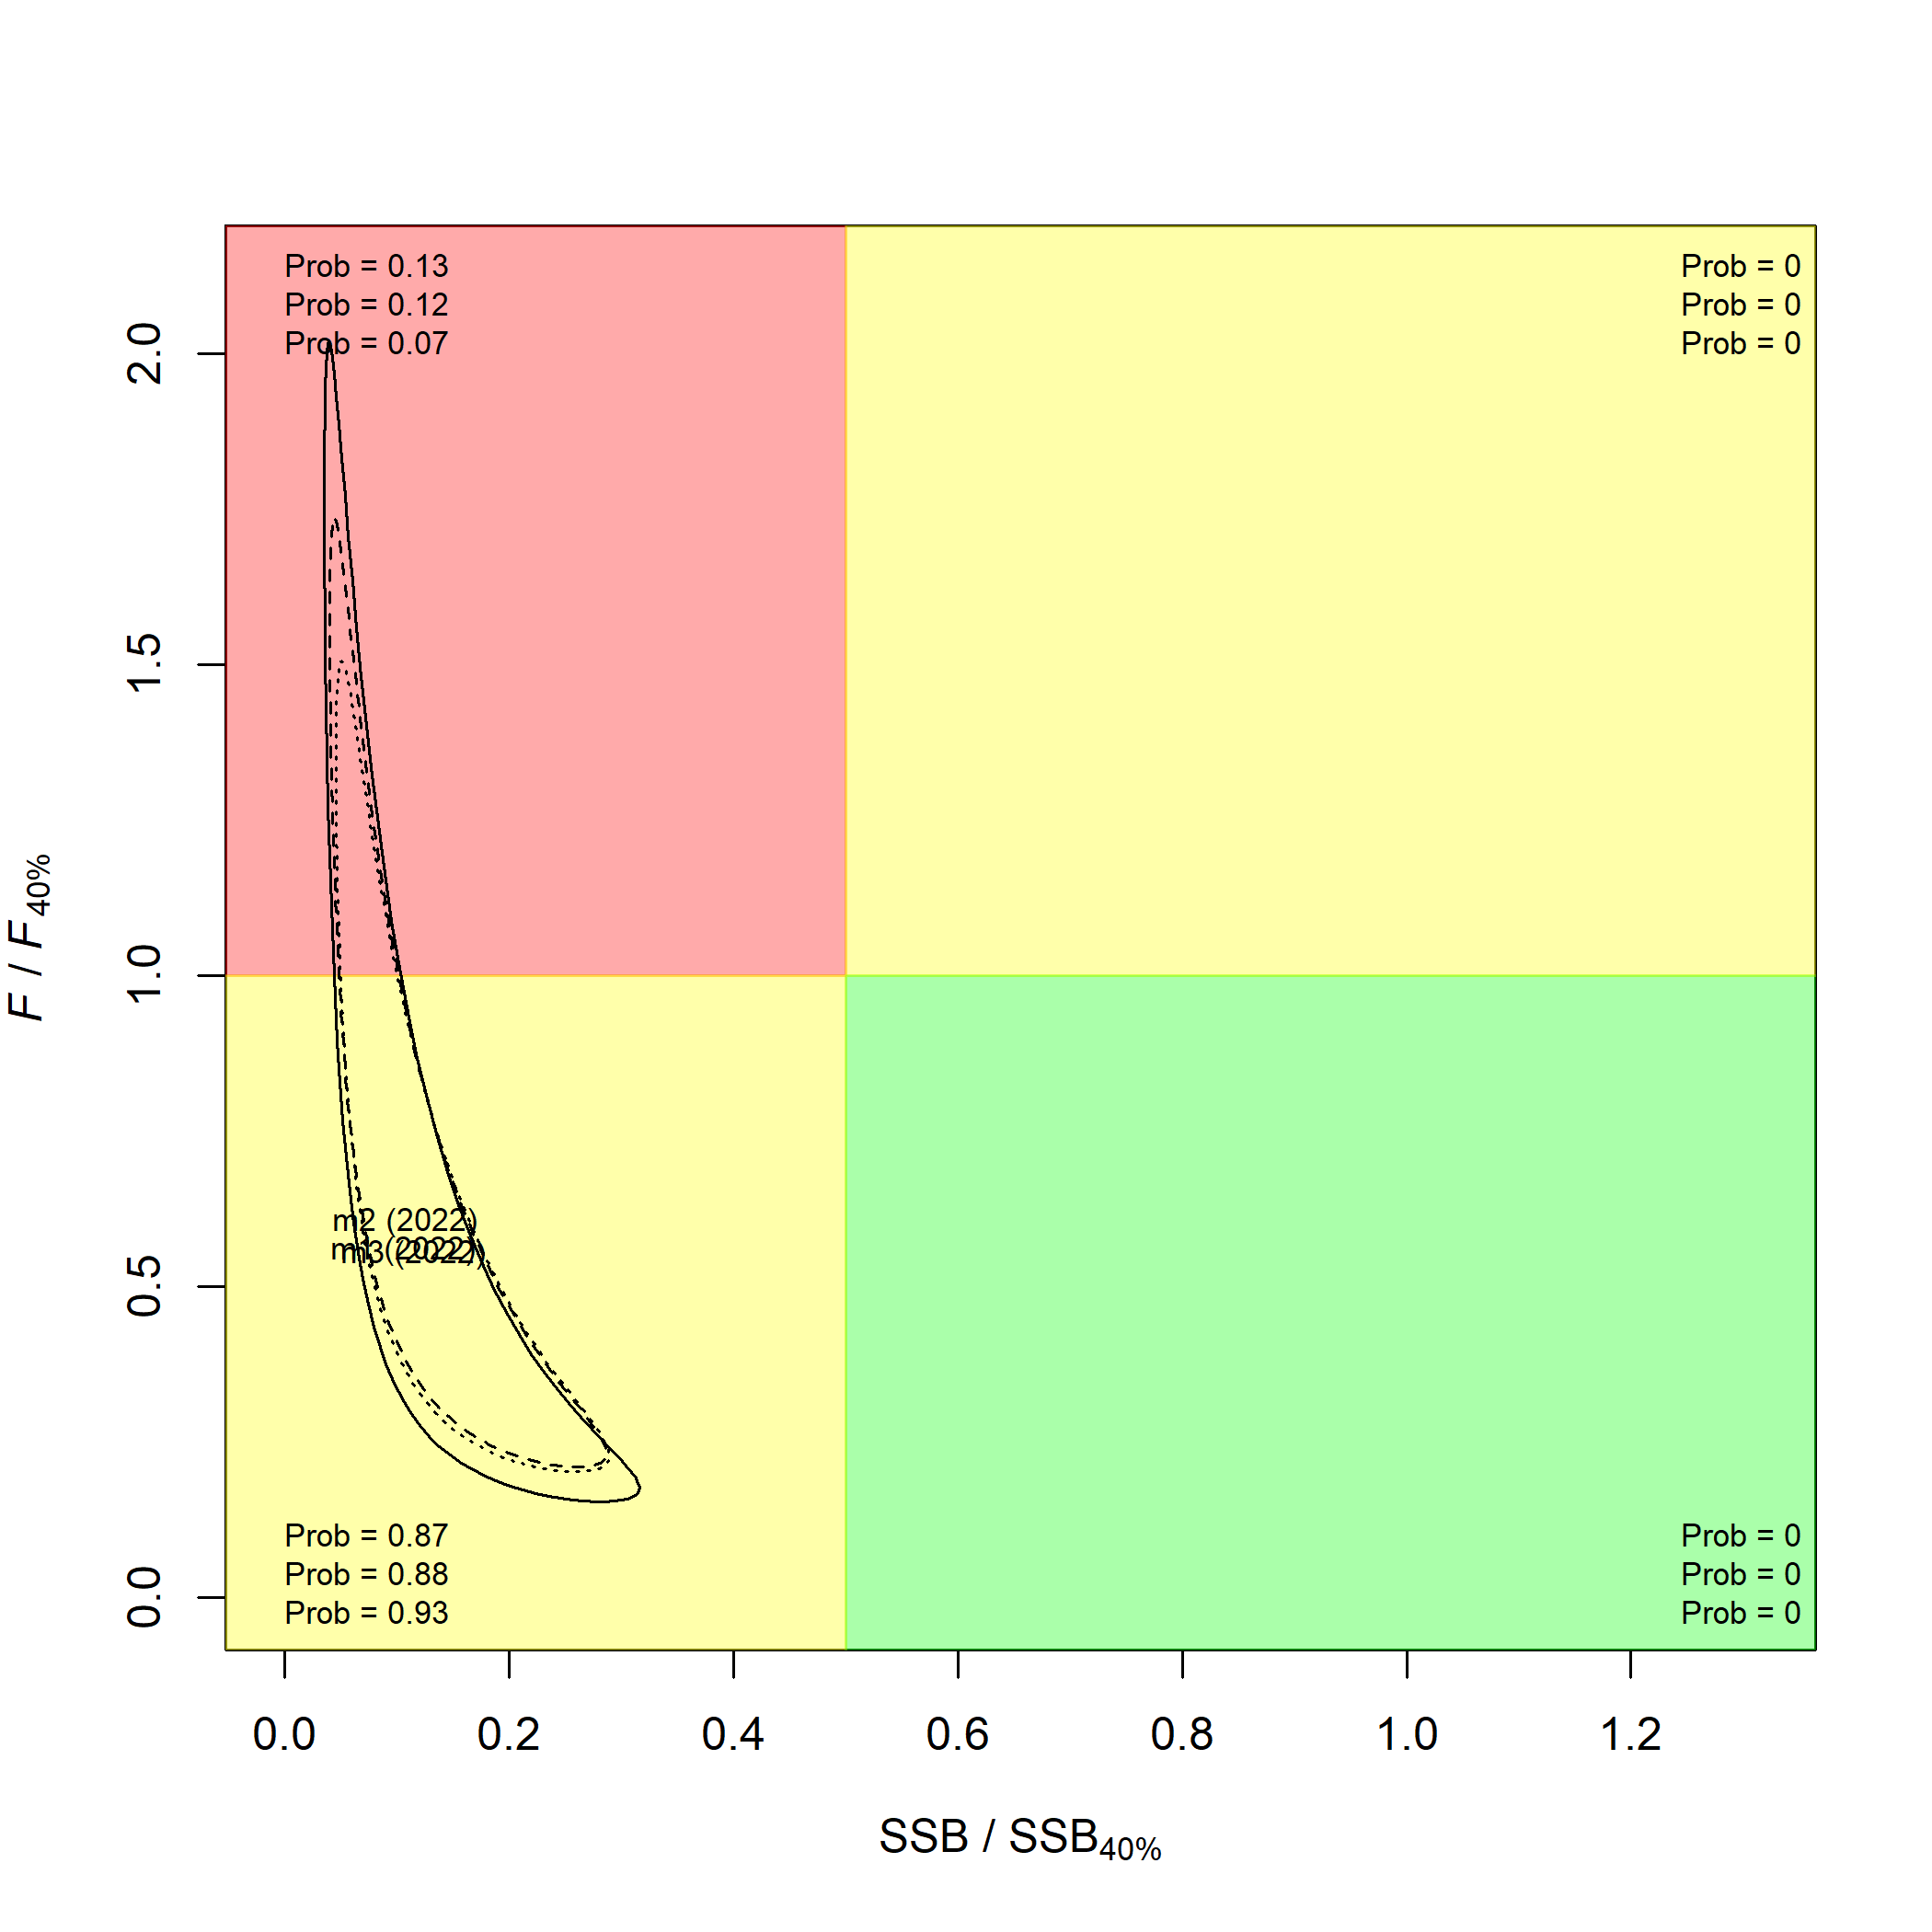 Prob = 0.13
Prob = 0.12
Prob = 0.07
Prob = 0
Prob = 0
Prob = 0
2.0
1.5
1.0
0.5
0.0
F / F40%
m2 (2022)
m3 (2022)
Prob = 0.87
Prob = 0.88
Prob = 0.93
Prob = 0
Prob = 0
Prob = 0
0.0 0.2 0.4 0.6 0.8 1.0 1.2
SSB / SSB40%